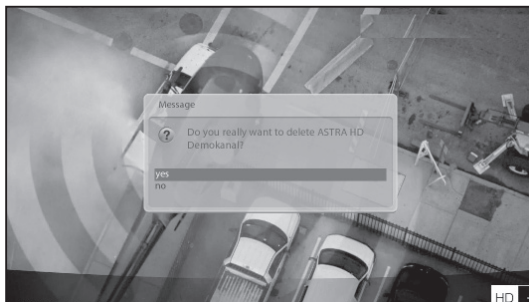 Message
Do you really want to delete ASTRA HD
Demokanal?
yes
no
HD